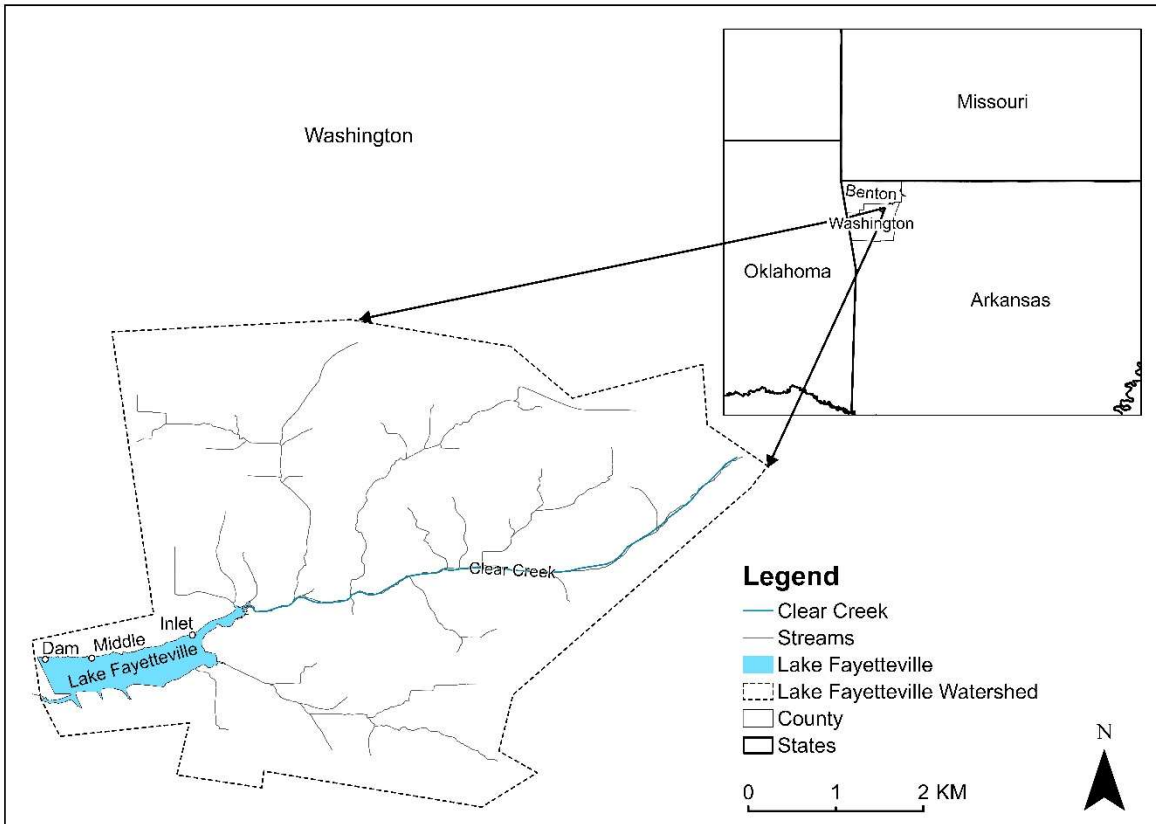 Washington
Missouri
Benton
Washington
Oklahoma
Arkansas
Clear Creek
Inlet
Middle
Dam
Lake Fayetteville
Legend
Clear Creek
Streams
Lake Fayetteville
Lake Fayetteville Watershed
County
States
0 1 2 KM
N